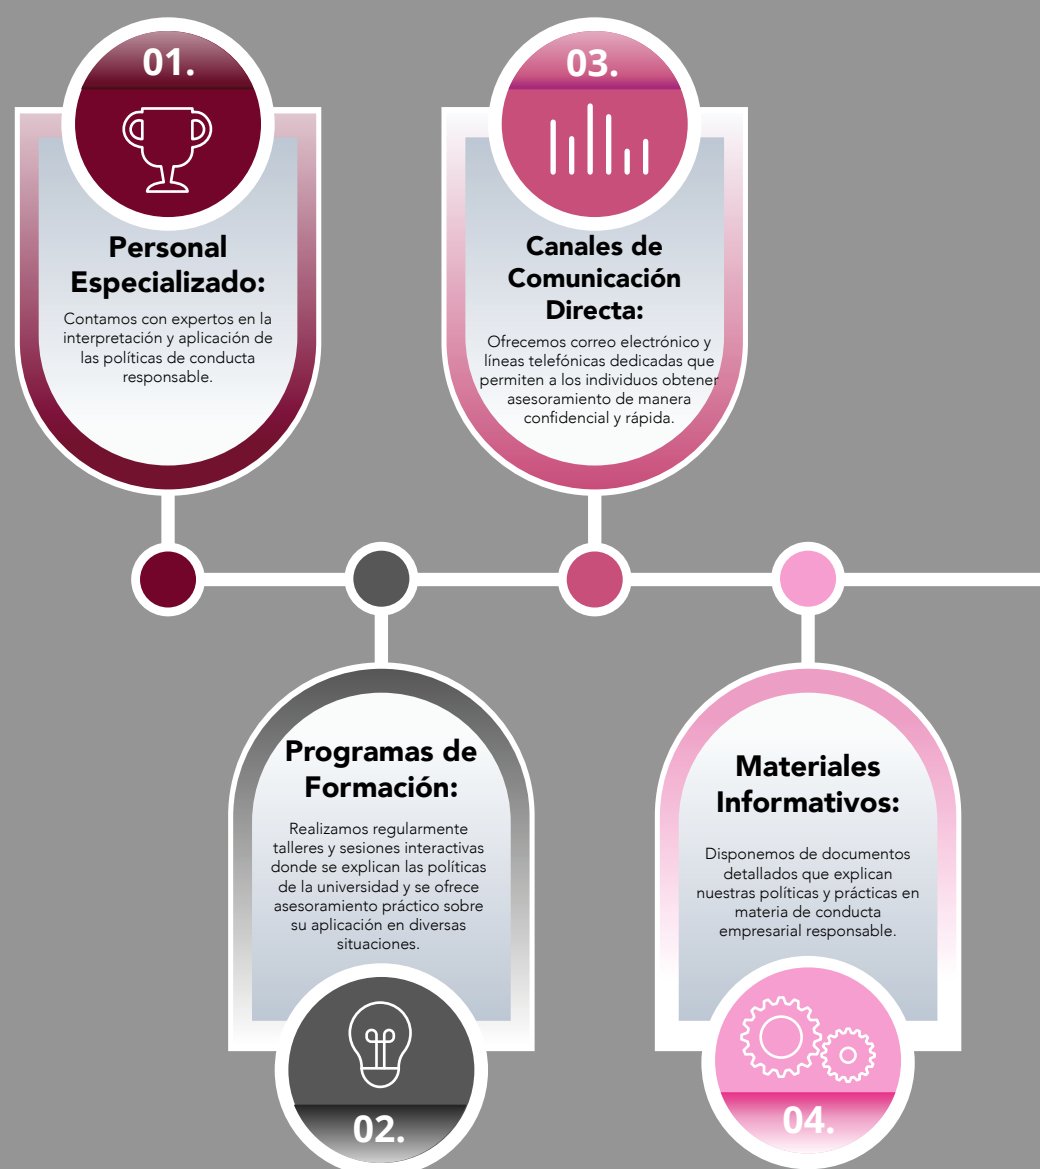 01.
Personal
Especializado:
Contamos con expertos en la
interpretación y aplicación de
las políticas de conducta
responsable.
Programas de
Formación:
Realizamos regularmente
talleres y sesiones interactivas
donde se explican las políticas
de la universidad y se ofrece
asesoramiento práctico sobre
su aplicación en diversas
situaciones.
02.
03.
Canales de
Comunicación
Directa:
Ofrecemos correo electrónico y
líneas telefónicas dedicadas que
permiten a los individuos obtener
asesoramiento de manera
confidencial y rápida.
Materiales
Informativos:
Disponemos de documentos
detallados que explican
nuestras políticas y prácticas en
materia de conducta
empresarial responsable.
04.